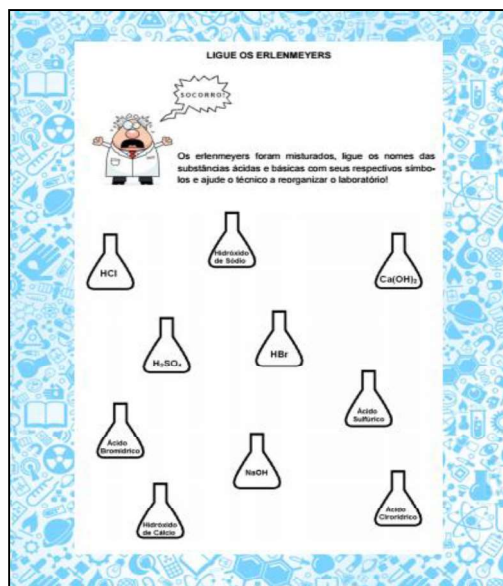 LIGUE OS ERLENMEYERS
SOCORRO!
Os erlenmeyers foram misturados, ligue os nomes das
substâncias ácidas e básicas com seus respectivos símbo-
los e ajude o técnico a reorganizar o laboratório!
HCl
Hidróxido
de Sódio
Ca(OH)₂
H₂SO₄
HBr
Ácido
Sulfúrico
Ácido
Bromídrico
NaOH
Hidróxido
de Cálcio
Ácido
Clrorídrico